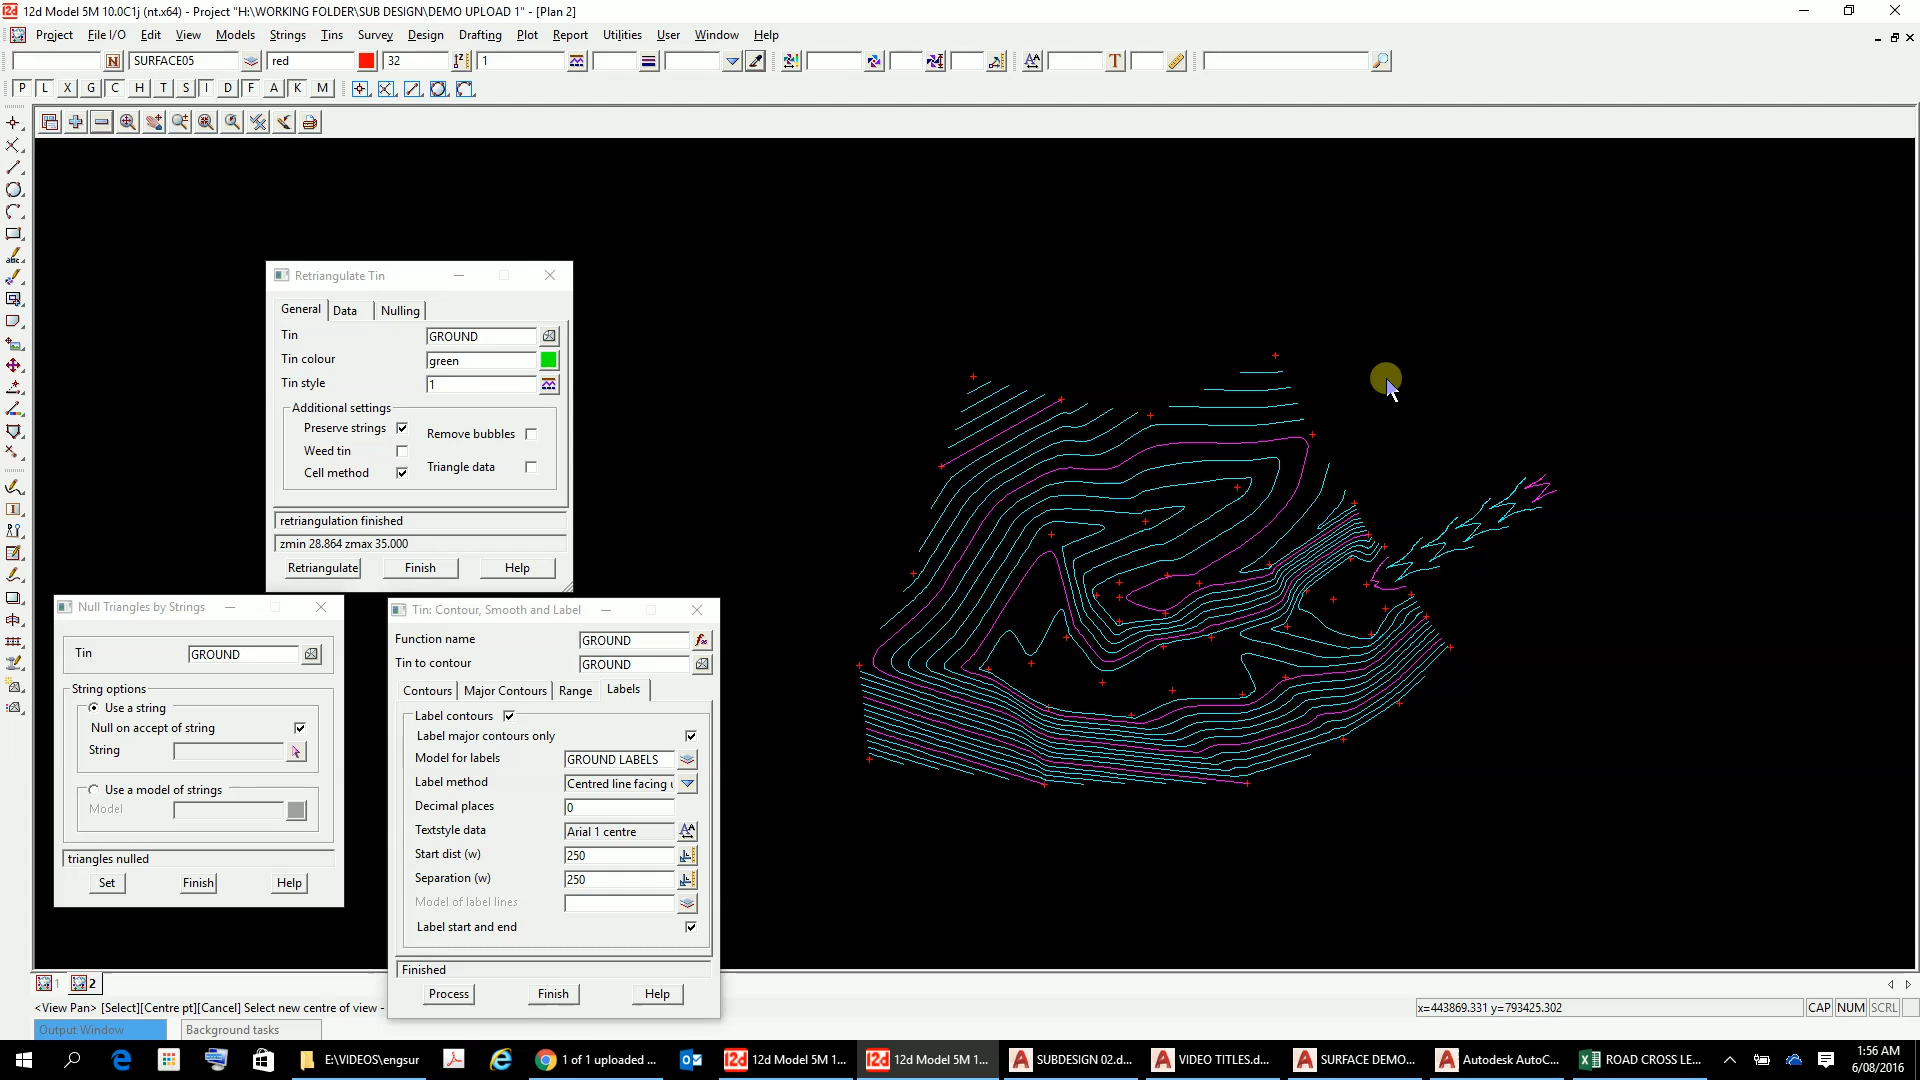 12d Model 5M 10.0C1j (nt.x64) - Project "H:\WORKING FOLDER\SUB DESIGN\DEMO UPLOAD 1" - [Plan 2]
Project File I/O Edit View Models Strings Tins Survey Design Drafting Plot Report Utilities User Window Help
N SURFACE05 red 32 1 T
P L X G C H T S I D F A K M
Retriangulate Tin
General Data Nulling
Tin GROUND
Tin colour green
Tin style 1
Additional settings
Preserve strings Remove bubbles
Weed tin
Cell method Triangle data
retriangulation finished
zmin 28.864 zmax 35.000
Retriangulate Finish Help
Null Triangles by Strings
Tin GROUND
String options
Use a string
Null on accept of string
String
Use a model of strings
Model
triangles nulled
Set Finish Help
Tin: Contour, Smooth and Label
Function name GROUND
Tin to contour GROUND
Contours Major Contours Range Labels
Label contours
Label major contours only
Model for labels GROUND LABELS
Label method Centred line facing
Decimal places 0
Textstyle data Arial 1 centre
Start dist (w) 250
Separation (w) 250
Model of label lines
Label start and end
Finished
Process Finish Help
1 2
<View Pan> [Select][Centre pt][Cancel] Select new centre of view -
x=443869.331 y=793425.302 CAP NUM SCRL
Output Window Background tasks
E:\VIDEOS\engsur 1 of 1 uploaded ... 12d Model 5M 1... 12d Model 5M 1... SUBDESIGN 02.d... VIDEO TITLES.d... SURFACE DEMO... Autodesk AutoC... ROAD CROSS LE...
1:56 AM
6/08/2016